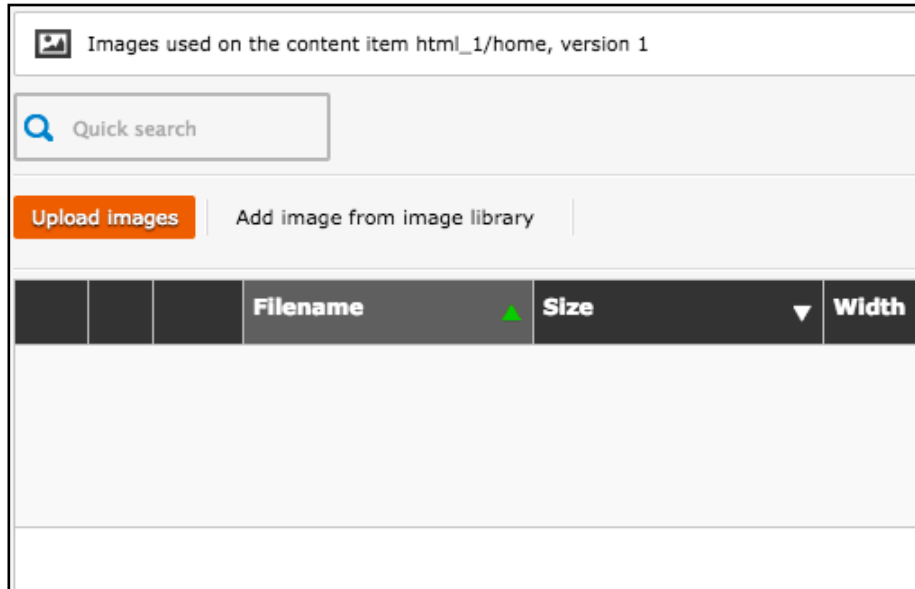 Images used on the content item html_1/home, version 1
Quick search
Upload images Add image from image library
Filename Size Width